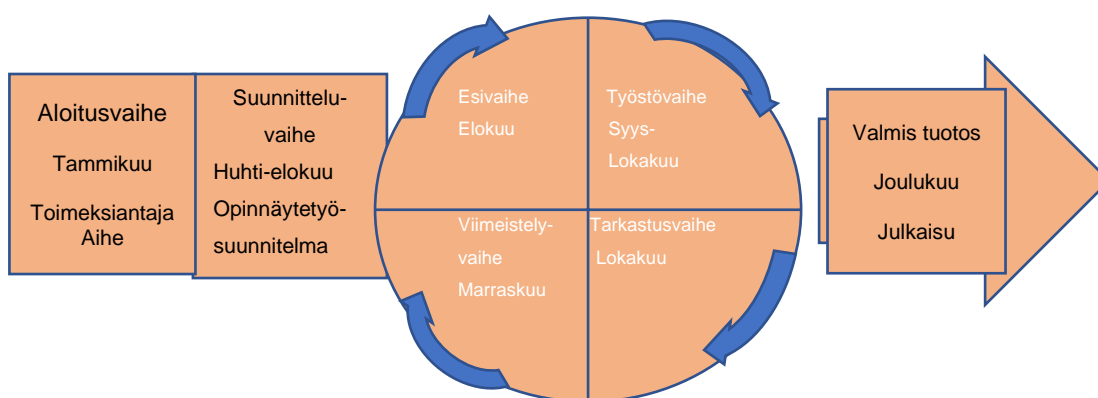 Aloitusvaihe
Tammikuu
Toimeksiantaja
Aihe
Suunnittelu-
vaihe
Huhti-elokuu
Opinnäytetyö-
suunnitelma
Esivaihe
Elokuu
Työstövaihe
Syys-
Lokakuu
Viimeistely-
vaihe
Marraskuu
Tarkastusvaihe
Lokakuu
Valmis tuotos
Joulukuu
Julkaisu